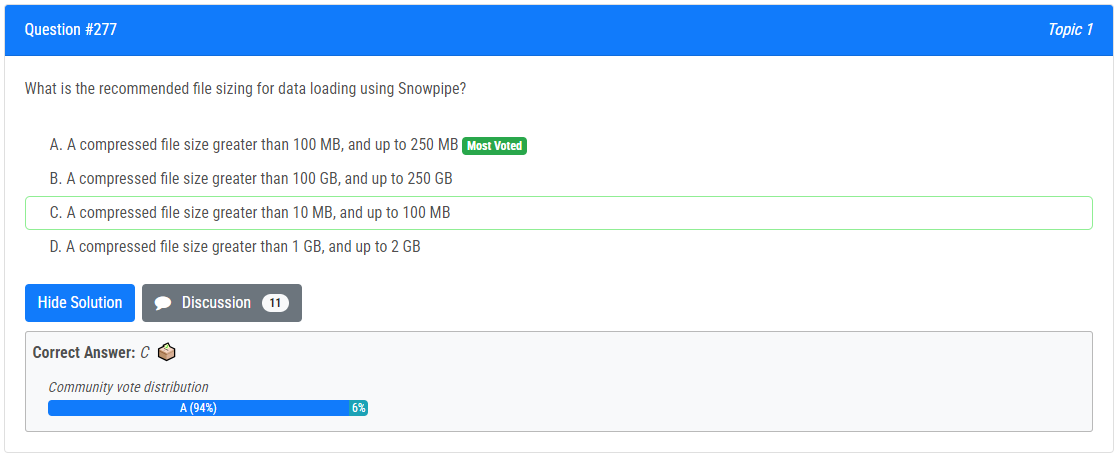 Question #277 Topic 1
What is the recommended file sizing for data loading using Snowpipe?
A. A compressed file size greater than 100 MB, and up to 250 MB Most Voted
B. A compressed file size greater than 100 GB, and up to 250 GB
C. A compressed file size greater than 10 MB, and up to 100 MB
D. A compressed file size greater than 1 GB, and up to 2 GB
Hide Solution Discussion 11
Correct Answer: C
Community vote distribution
A (94%) 6%